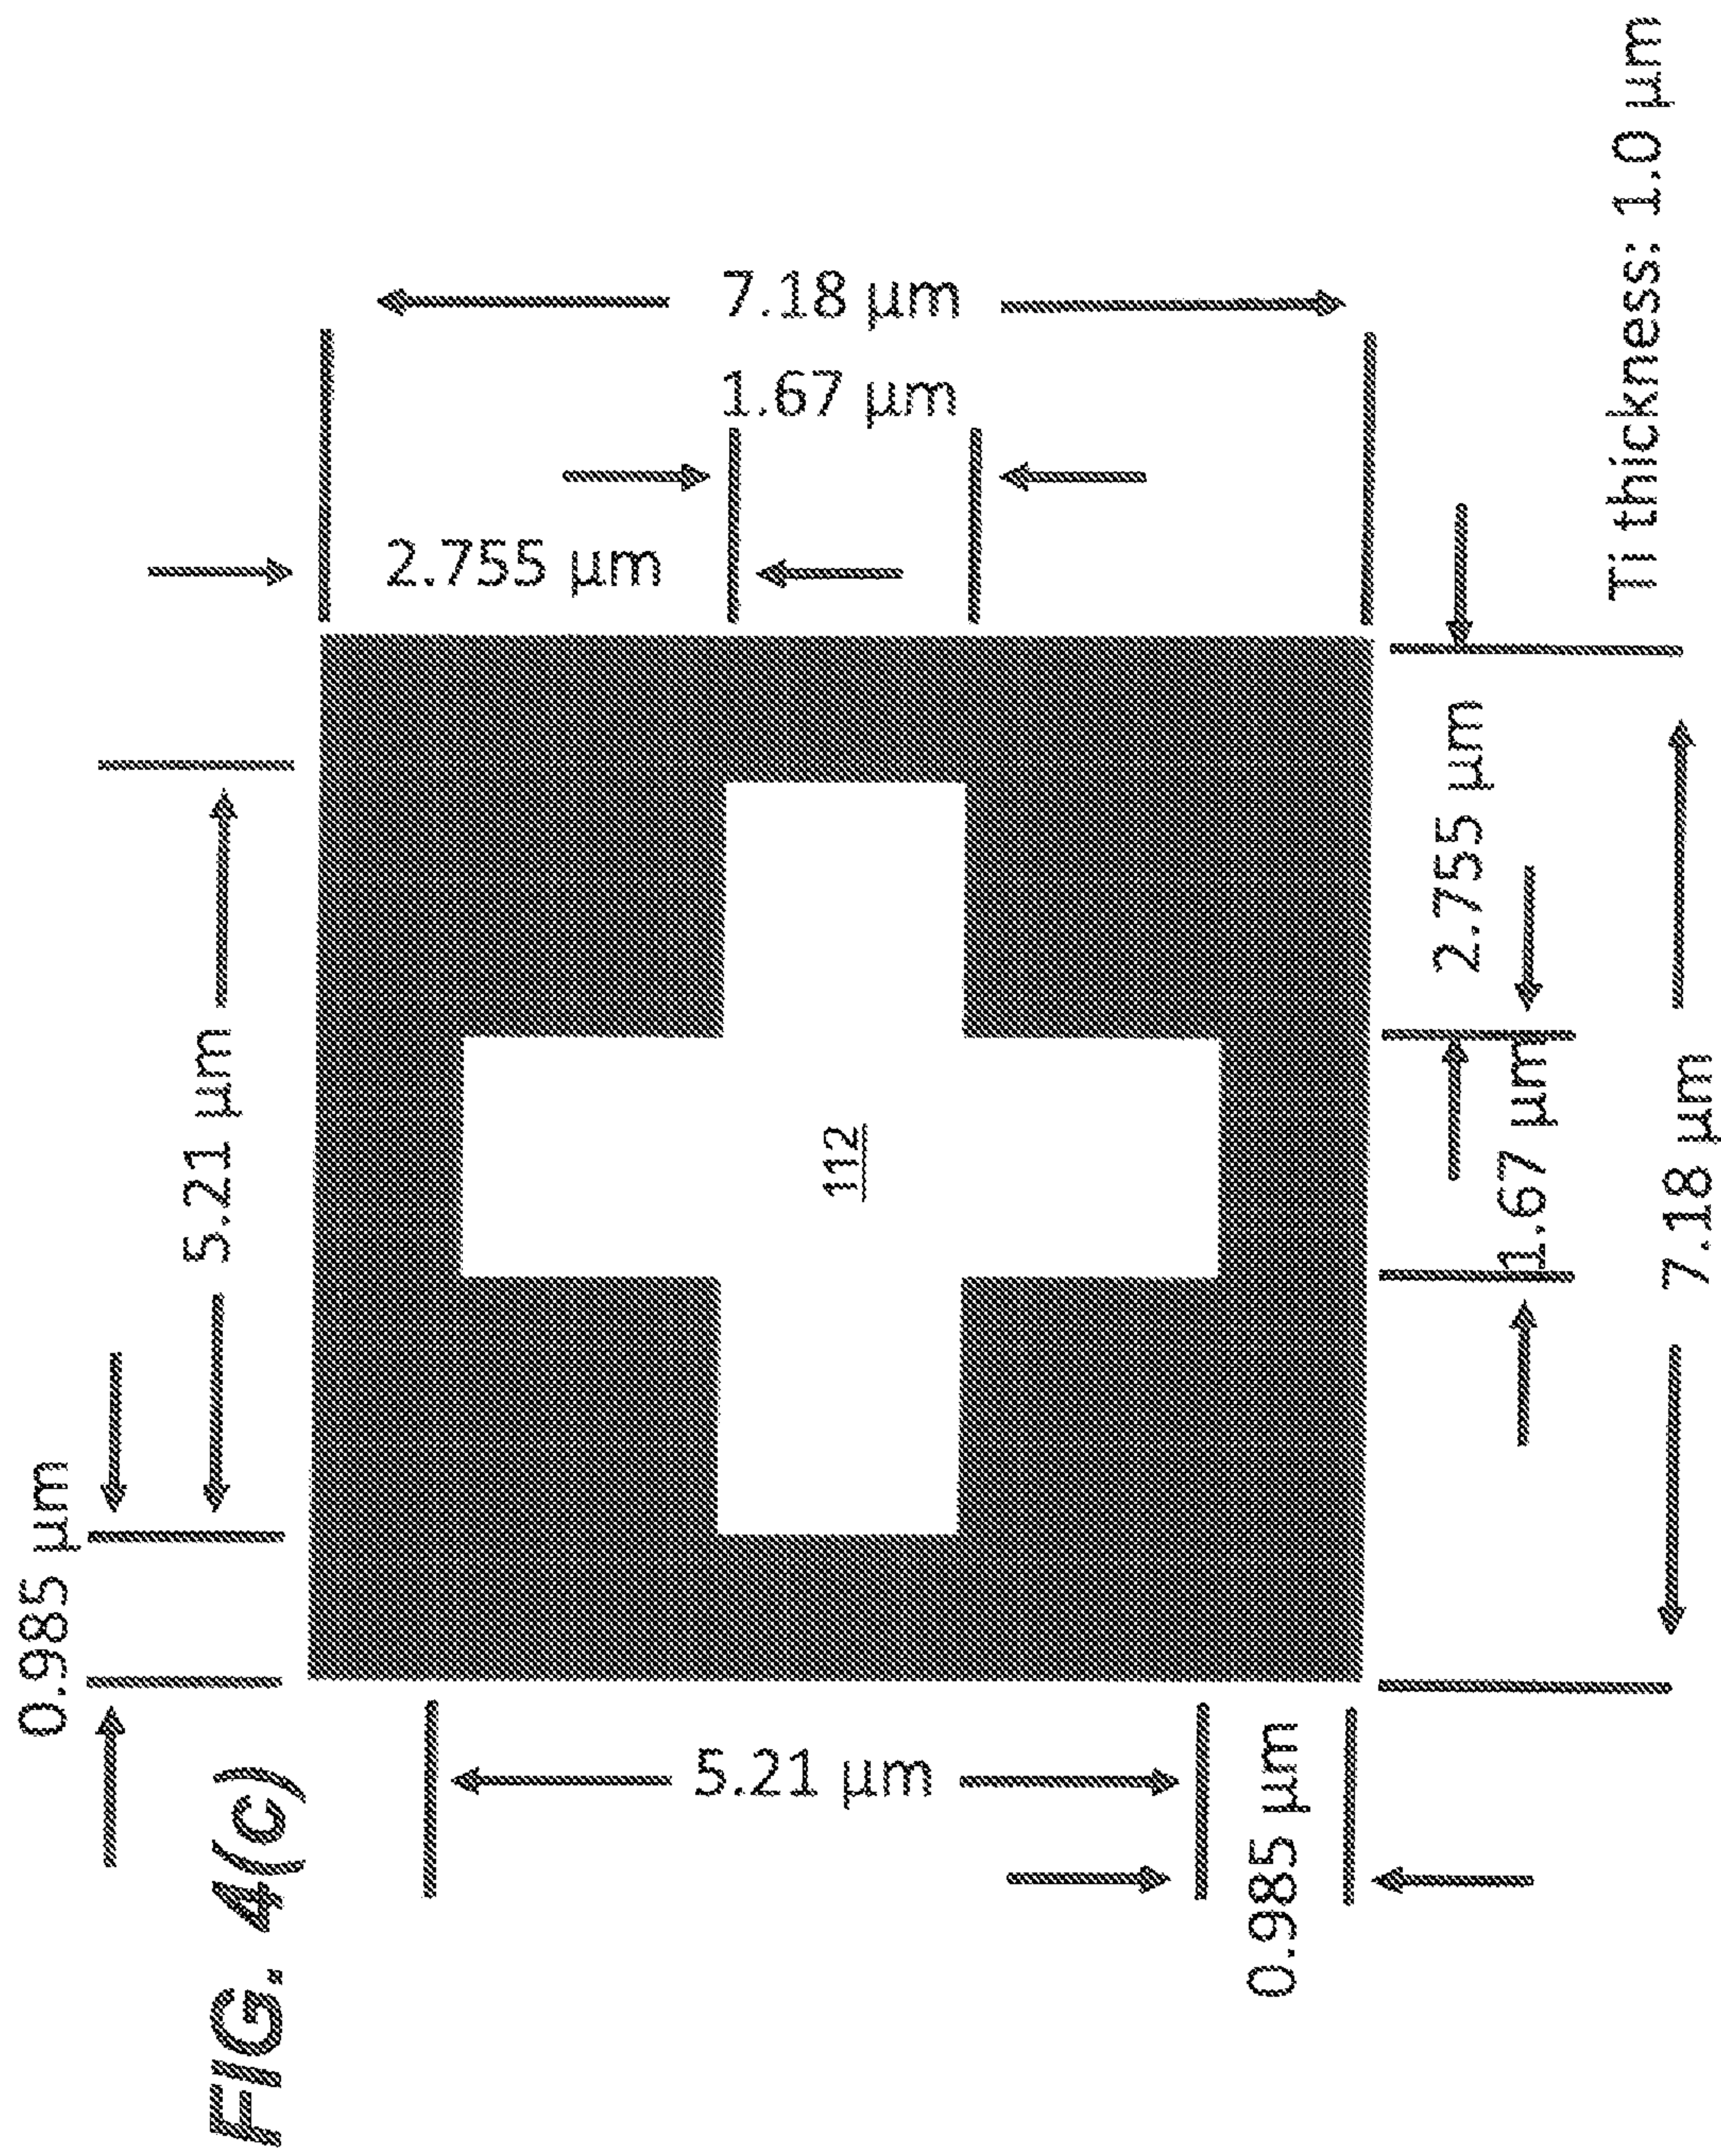 FIG. 4(c)
0.985 µm
5.21 µm
5.21 µm
0.985 µm
112
2.755 µm
1.67 µm
7.18 µm
2.755 µm
1.67 µm
7.18 µm
Ti thickness: 1.0 µm